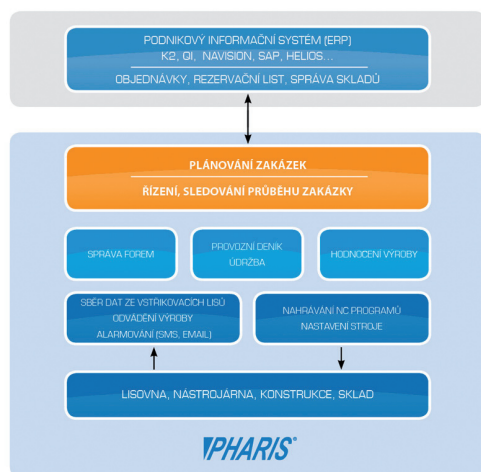 PODNIKOVÝ INFORMAČNÍ SYSTÉM (ERP)
K2, QI, NAVISION, SAP, HELIOS...
OBJEDNÁVKY, REZERVAČNÍ LIST, SPRÁVA SKLADŮ
PLÁNOVÁNÍ ZAKÁZEK
ŘÍZENÍ, SLEDOVÁNÍ PRŮBĚHU ZAKÁZKY
SPRÁVA FOREM
PROVOZNÍ DENÍK
ÚDRŽBA
HODNOCENÍ VÝROBY
SBĚR DAT ZE VSTŘIKOVACÍCH LISŮ
ODVÁDĚNÍ VÝROBY
ALARMOVÁNÍ (SMS, EMAIL)
NAHRÁVÁNÍ NC PROGRAMŮ
NASTAVENÍ STROJE
LISOVNA, NÁSTROJÁRNA, KONSTRUKCE, SKLAD
PHARIS®